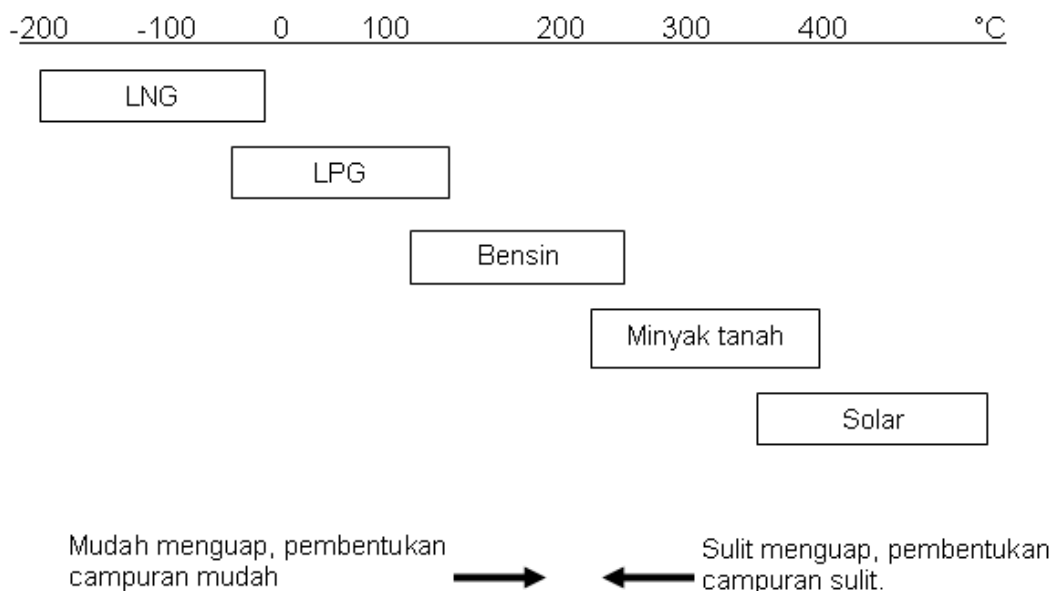 -200 -100 0 100 200 300 400 °C
LNG
LPG
Bensin
Minyak tanah
Solar
Mudah menguap, pembentukan
campuran mudah
Sulit menguap, pembentukan
campuran sulit.